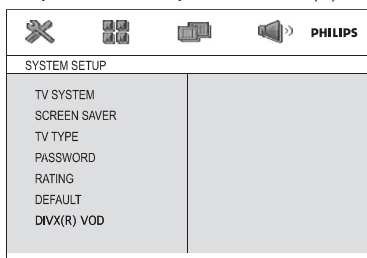 PHILIPS
SYSTEM SETUP
TV SYSTEM
SCREEN SAVER
TV TYPE
PASSWORD
RATING
DEFAULT
DIVX(R) VOD